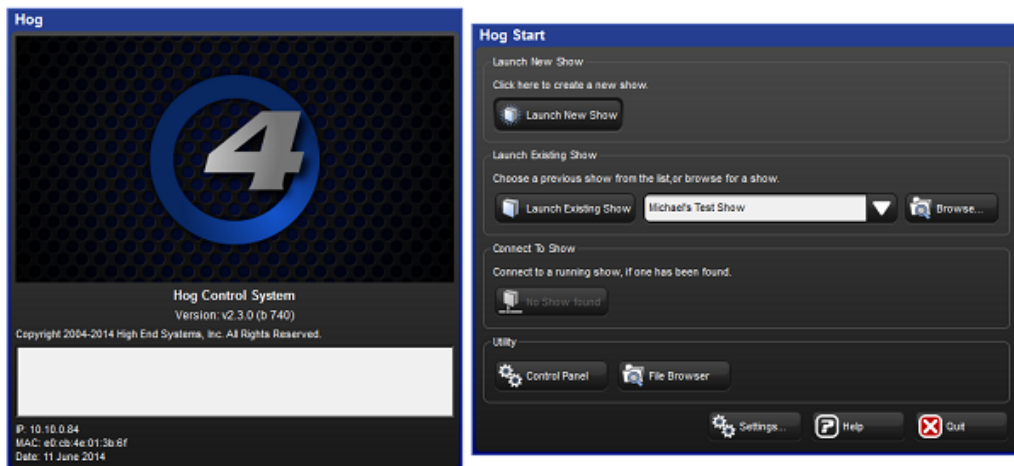 Hog
4
Hog Control System
Version: v2.3.0 (b 740)
Copyright 2004-2014 High End Systems, Inc. All Rights Reserved.
IP: 10.10.0.84
MAC: e0:cb:4e:01:3b:6f
Date: 11 June 2014
Hog Start
Launch New Show
Click here to create a new show.
Launch New Show
Launch Existing Show
Choose a previous show from the list,or browse for a show.
Launch Existing Show
Michael's Test Show
Browse...
Connect To Show
Connect to a running show, if one has been found.
No Show found
Utility
Control Panel
File Browser
Settings...
? Help
Quit